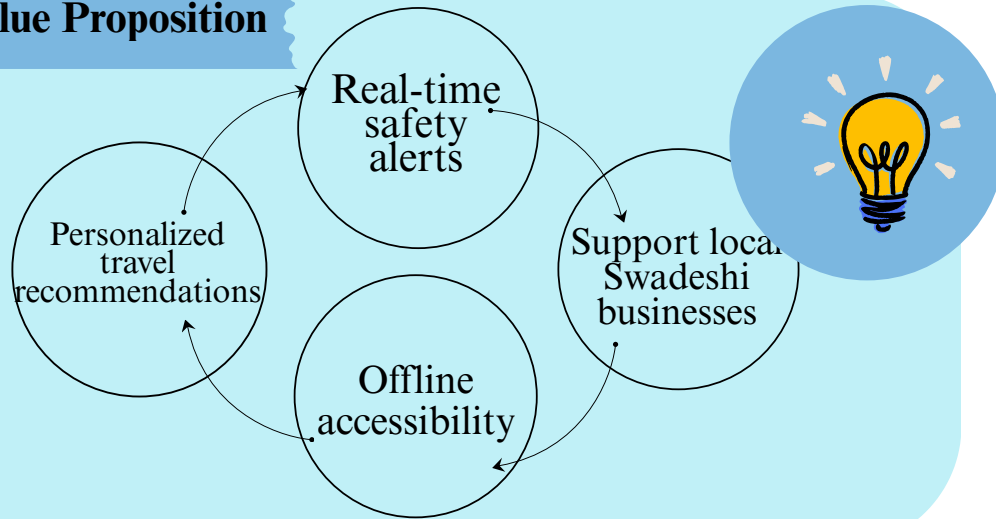 lue Proposition
Real-time
safety
alerts
Support local
Swadeshi
businesses
Offline
accessibility
Personalized
travel
recommendations